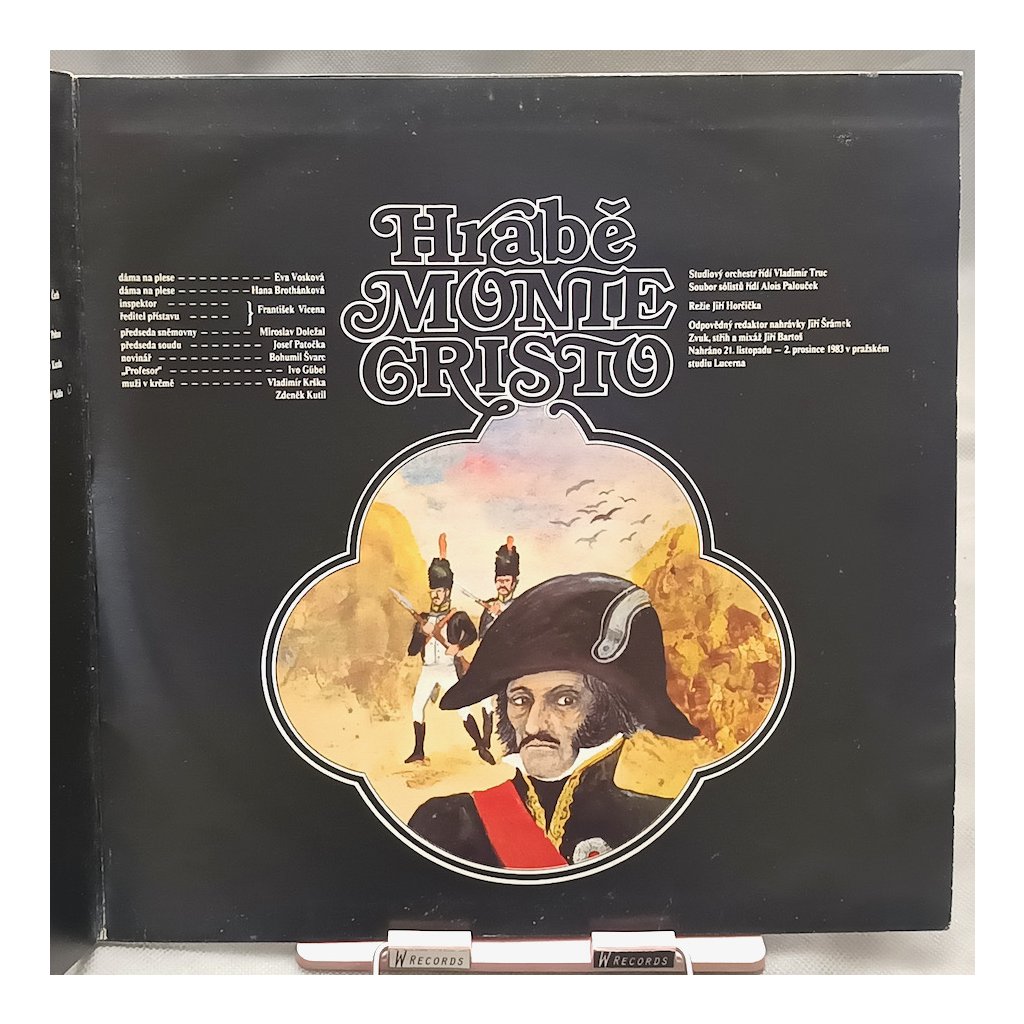 Hrabě
MONTE
CRISTO
dáma na plese — — — — — — — — — Eva Vosková
dáma na plese — — — — — — — Hana Brothánková
inspektor — — — — — } František Vicena
ředitel přístavu — — — —
předseda sněmovny — — — — — Miroslav Doležal
předseda soudu — — — — — — — — Josef Patočka
novinář — — — — — — — — — Bohumil Švarc
„Profesor“ — — — — — — — — — — Ivo Gübel
muži v krčmě — — — — — — — — Vladimír Krška
Zdeněk Kutil
Studiový orchestr řídí Vladimír Truc
Soubor sólistů řídí Alois Palouček
Režie Jiří Horčička
Odpovědný redaktor nahrávky Jiří Šrámek
Zvuk, střih a mixáž Jiří Bartoš
Nahráno 21. listopadu — 2. prosince 1983 v pražském
studiu Lucerna
W RECORDS
W RECORDS